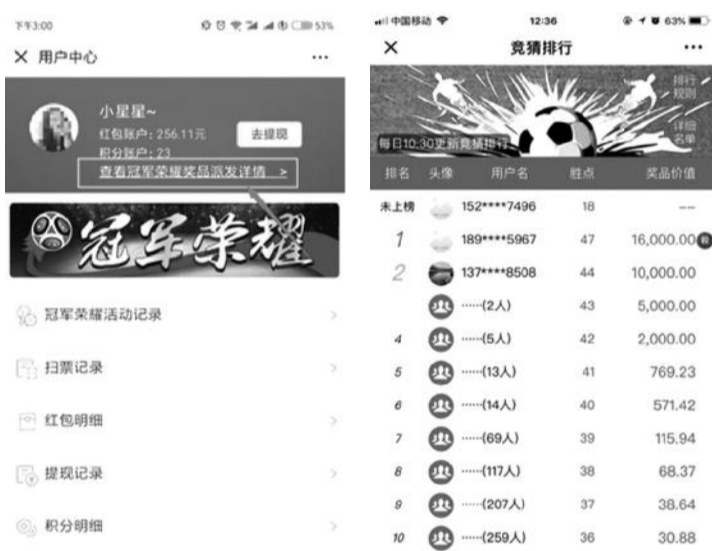 下午3:00
53%
用户中心
小星星~
红包账户：256.11元
去提现
积分账户：23
查看冠军荣耀奖品派发详情 >
冠军荣耀
冠军荣耀活动记录
扫票记录
红包明细
提现记录
积分明细
中国移动
12:36
63%
竞猜排行
排行
规则
详细
名单
每日10:30更新竞猜排行
排名 头像 用户名 胜点 奖品价值
未上榜 152****7496 18 --
1 189****5967 47 16,000.00
2 137****8508 44 10,000.00
······(2人) 43 5,000.00
4 ······(5人) 42 2,000.00
5 ······(13人) 41 769.23
6 ······(14人) 40 571.42
7 ······(69人) 39 115.94
8 ······(117人) 38 68.37
9 ······(207人) 37 38.64
10 ······(259人) 36 30.88